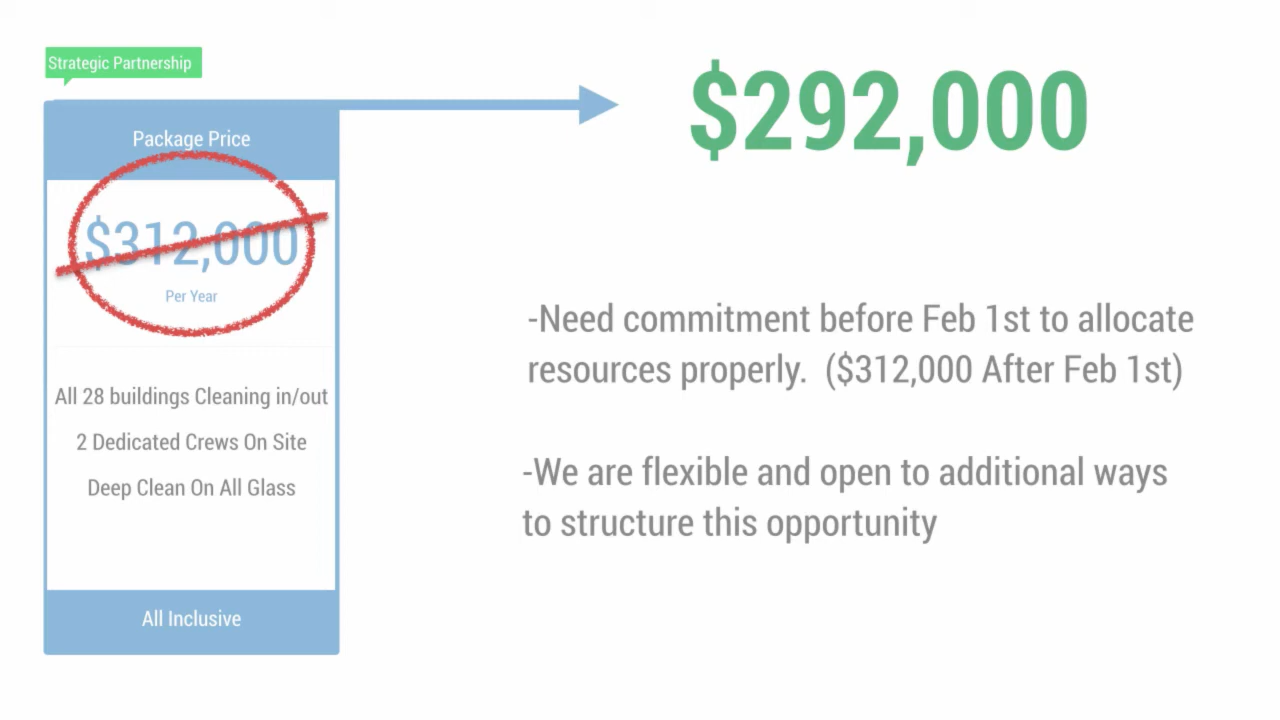 Strategic Partnership
Package Price
$312,000
Per Year
All 28 buildings Cleaning in/out
2 Dedicated Crews On Site
Deep Clean On All Glass
All Inclusive
$292,000
-Need commitment before Feb 1st to allocate
resources properly.  ($312,000 After Feb 1st)
-We are flexible and open to additional ways
to structure this opportunity